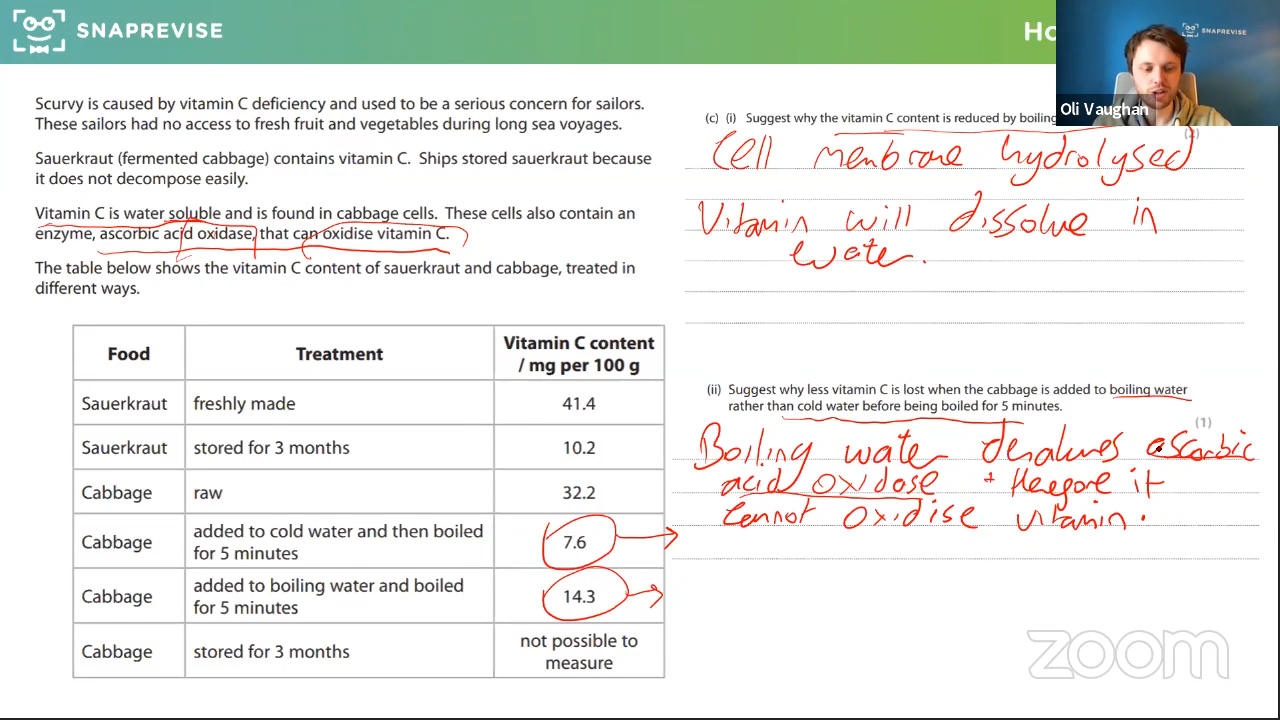 SNAPREVISE
Ho
SNAPREVISE
Oli Vaughan
Scurvy is caused by vitamin C deficiency and used to be a serious concern for sailors.
These sailors had no access to fresh fruit and vegetables during long sea voyages.
Sauerkraut (fermented cabbage) contains vitamin C. Ships stored sauerkraut because
it does not decompose easily.
Vitamin C is water soluble and is found in cabbage cells. These cells also contain an
enzyme, ascorbic acid oxidase, that can oxidise vitamin C.
The table below shows the vitamin C content of sauerkraut and cabbage, treated in
different ways.
Food Treatment Vitamin C content
/ mg per 100 g
Sauerkraut freshly made 41.4
Sauerkraut stored for 3 months 10.2
Cabbage raw 32.2
Cabbage added to cold water and then boiled
for 5 minutes 7.6
Cabbage added to boiling water and boiled
for 5 minutes 14.3
Cabbage stored for 3 months not possible to
measure
(c) (i) Suggest why the vitamin C content is reduced by boiling
Cell menbrane hydrolysed
Vitamin will dissolve in
water.
(ii) Suggest why less vitamin C is lost when the cabbage is added to boiling water
rather than cold water before being boiled for 5 minutes.
(1)
Boiling water denatures ascorbic
acid oxidase + therefore it
cannot oxidise vitamin.
zoom